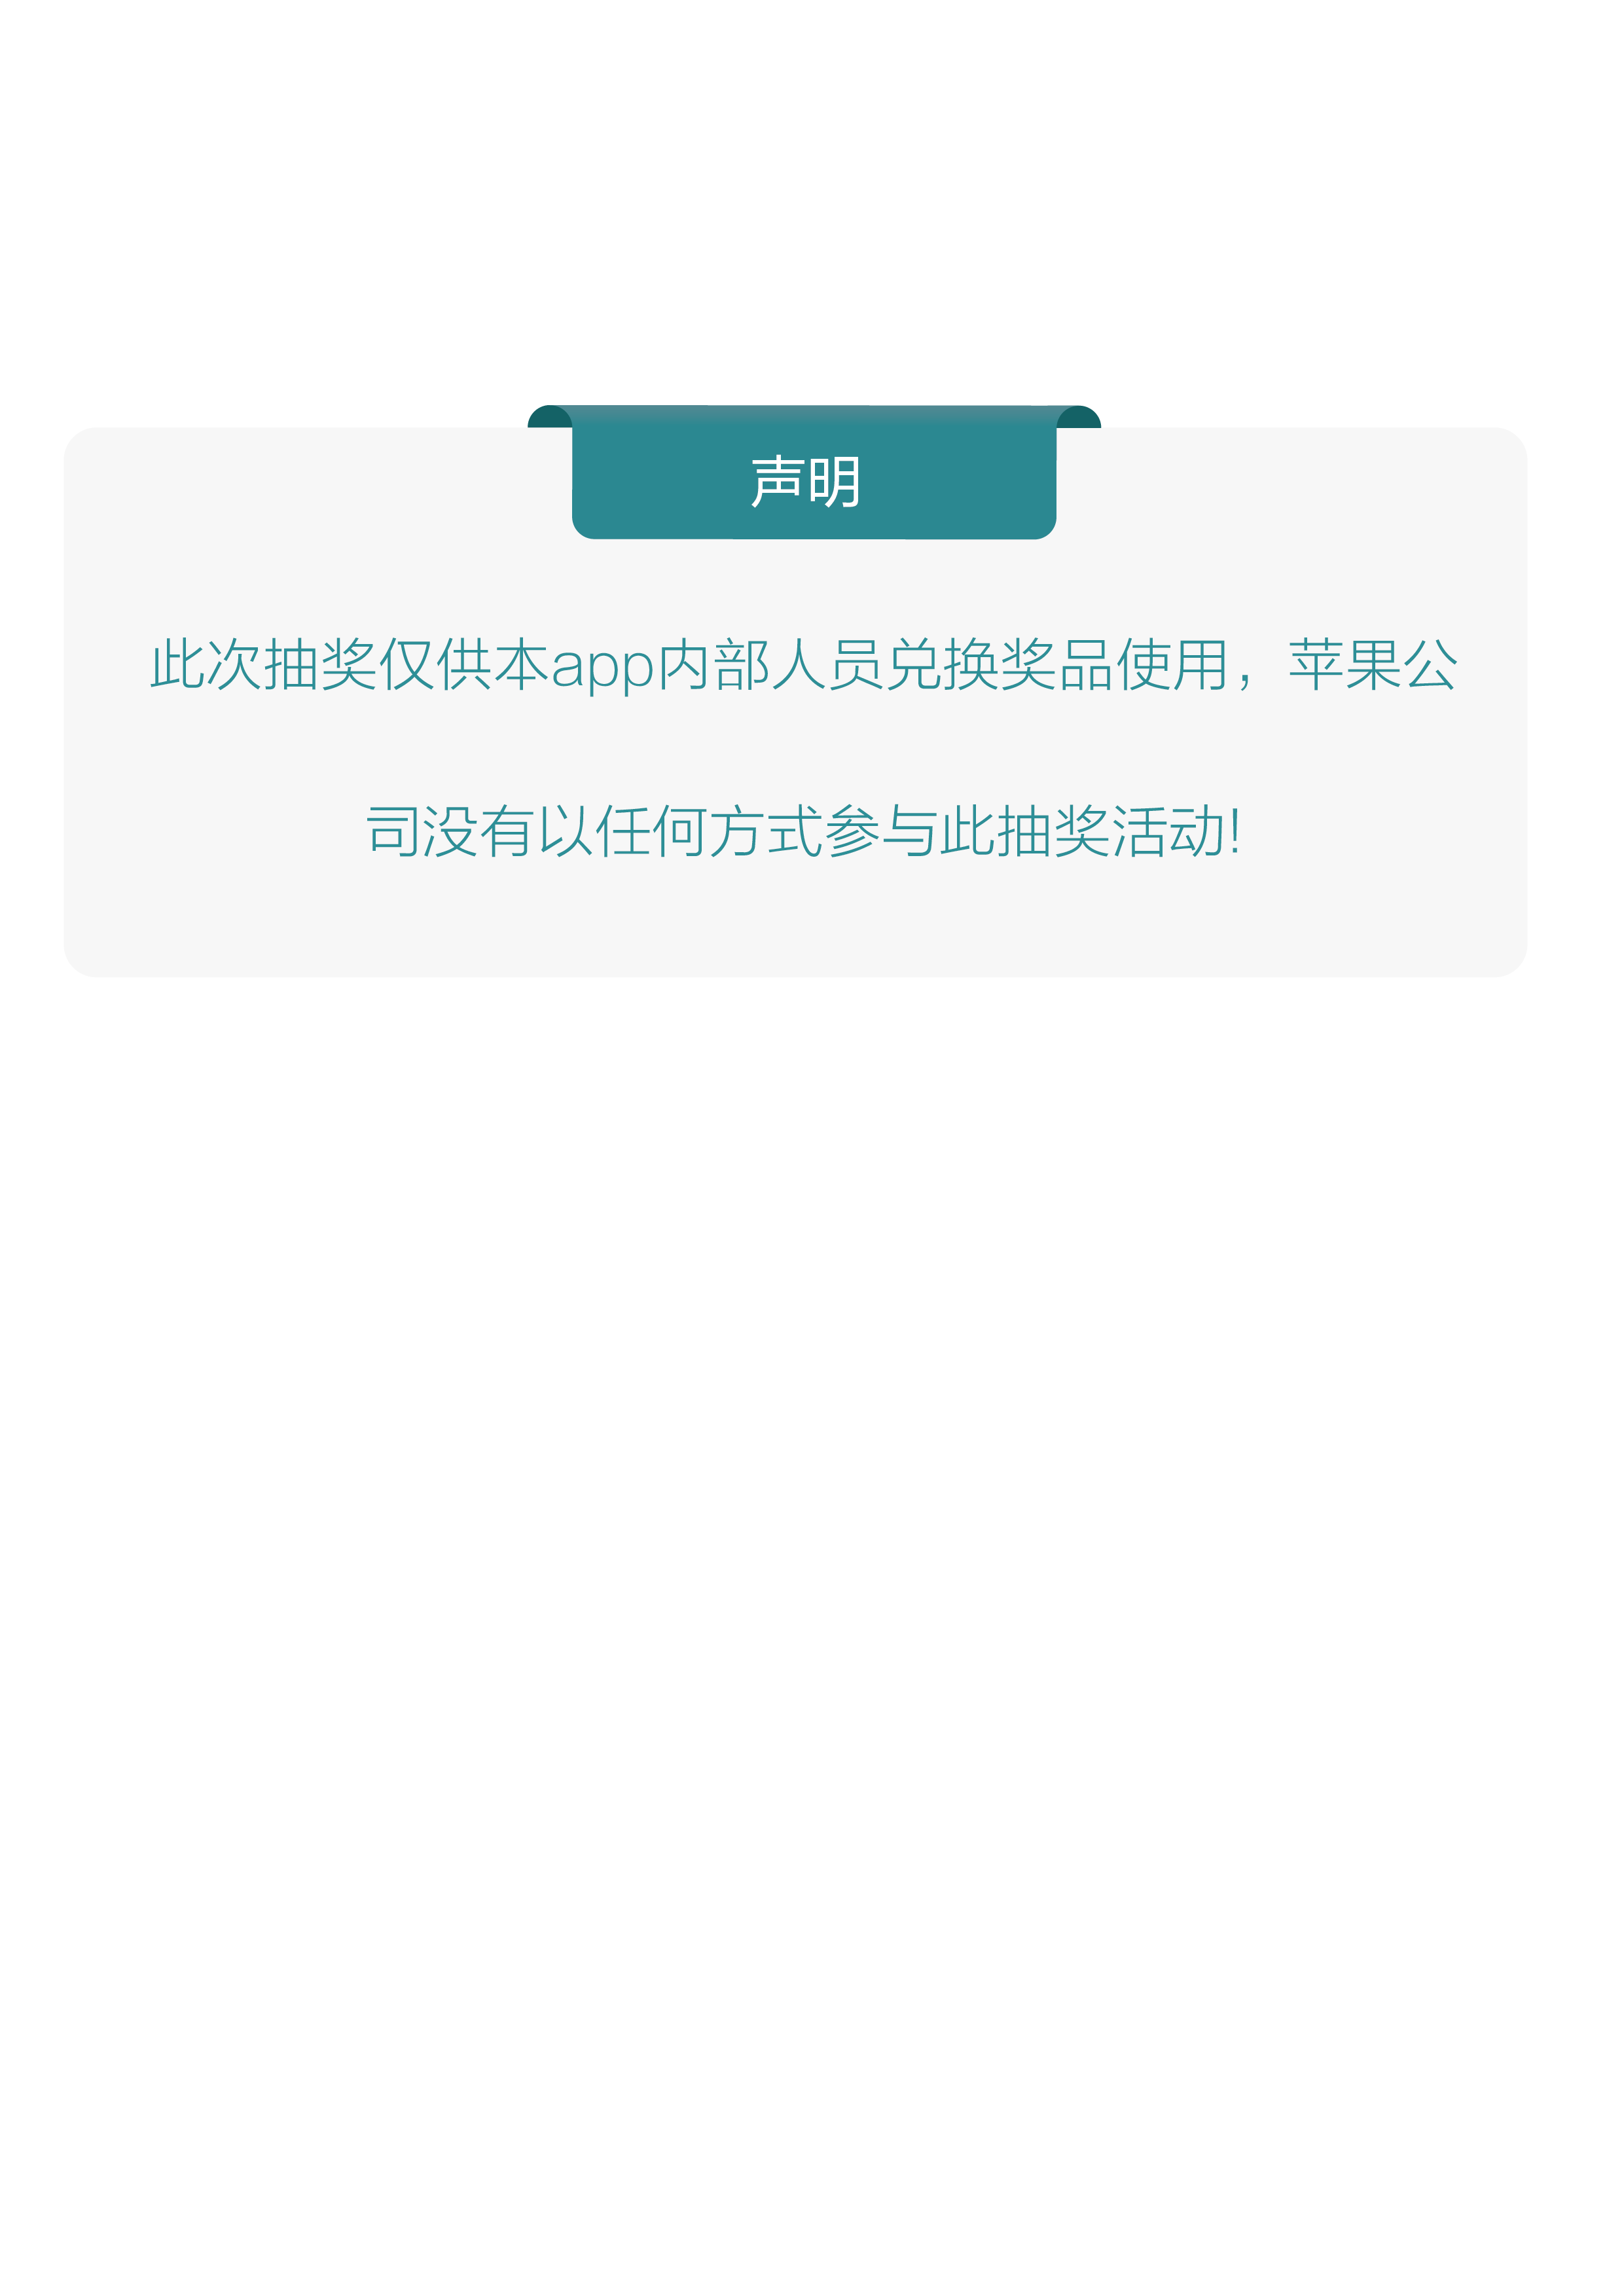 声明
此次抽奖仅供本app内部人员兑换奖品使用，苹果公
司没有以任何方式参与此抽奖活动!